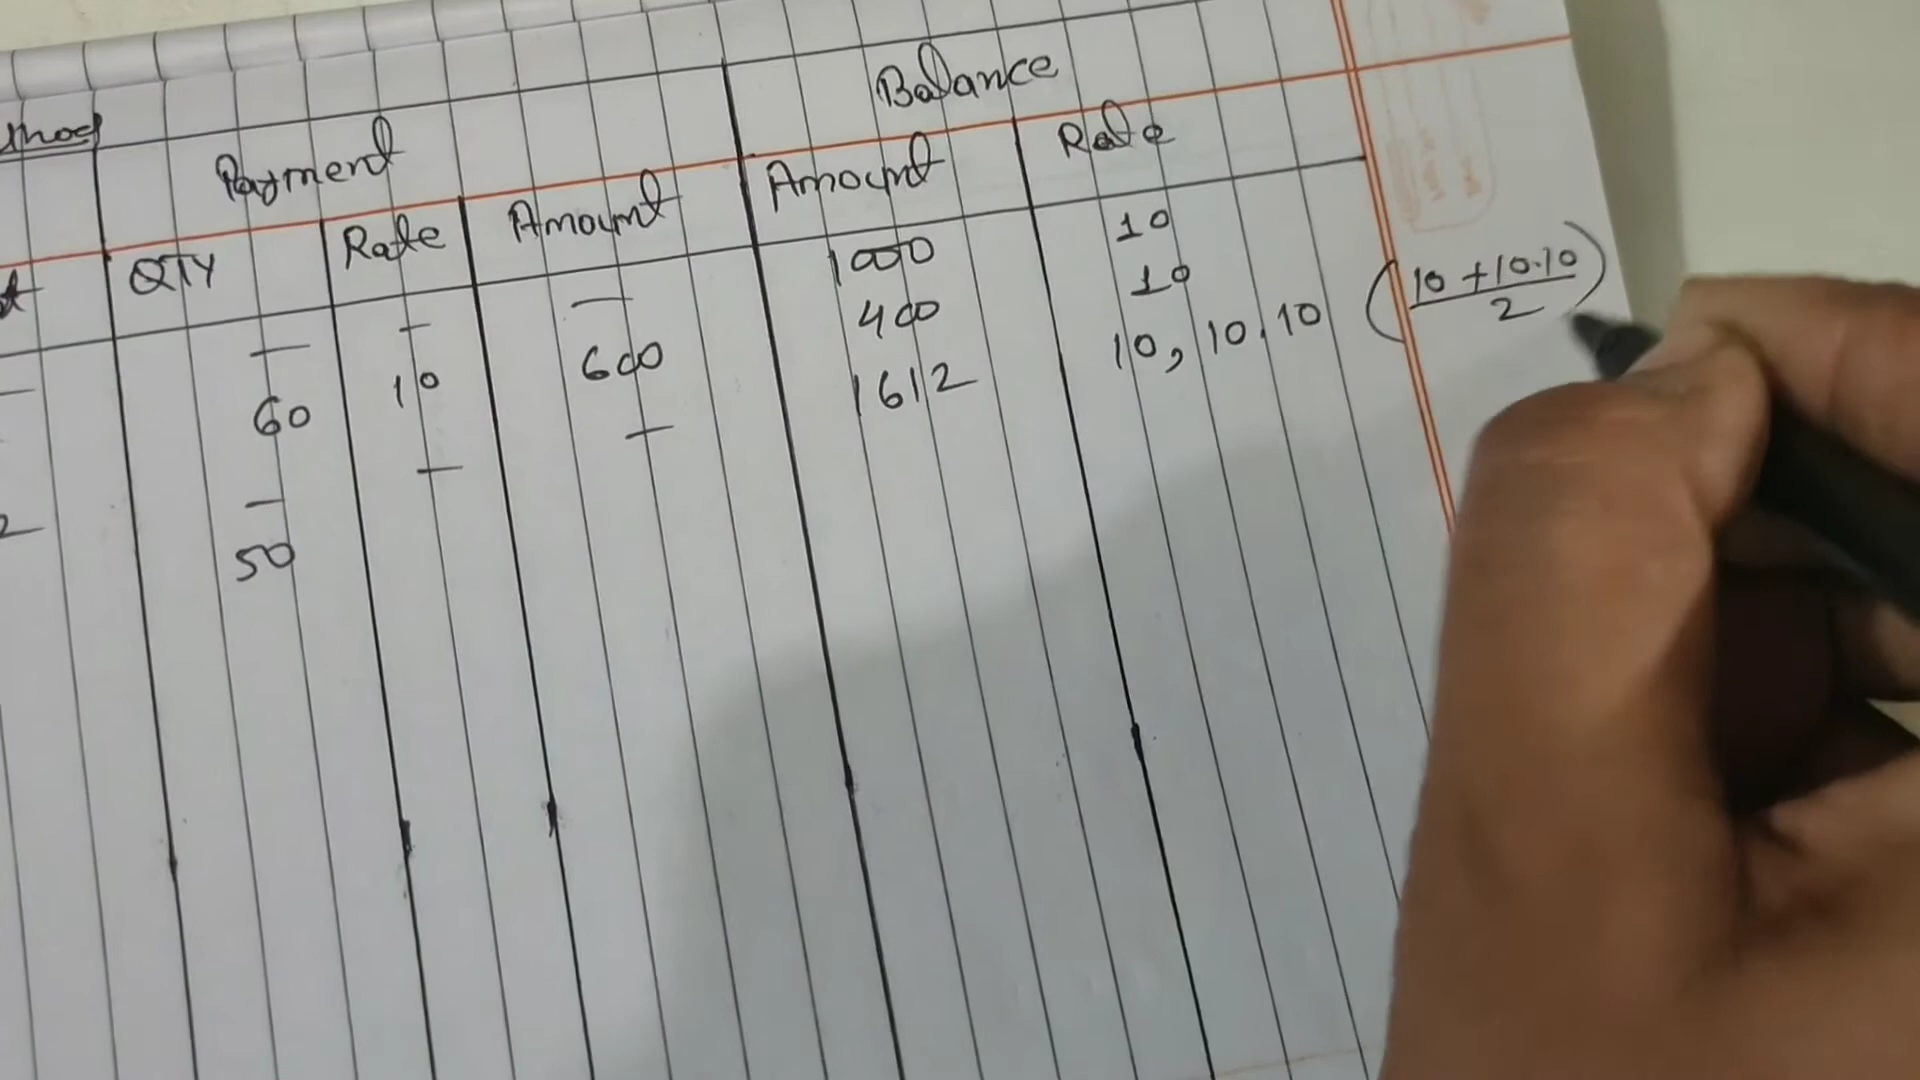 Balance
Payment
QTY Rate Amount Amount Rate
— — — 1000 10
60 10 600 400 10
— — — 1612 10, 10.10 (10 + 10.10 / 2)
50